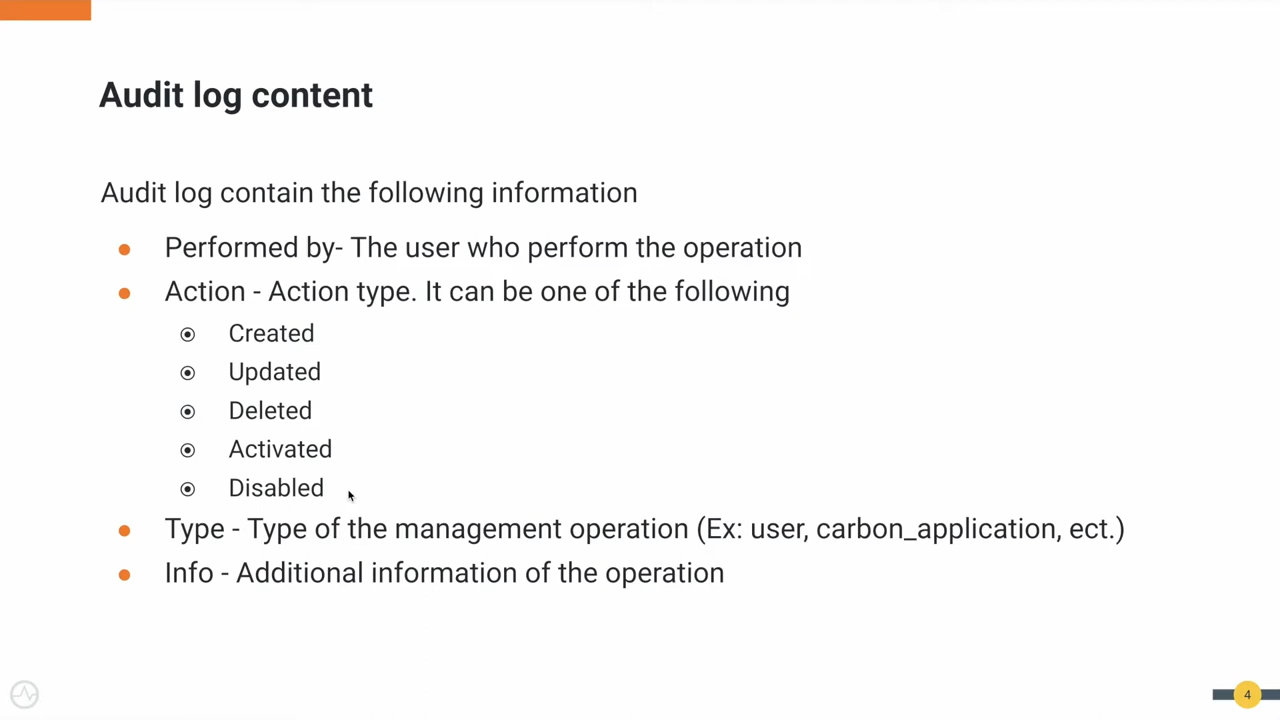 Audit log content
Audit log contain the following information
Performed by- The user who perform the operation
Action - Action type. It can be one of the following
Created
Updated
Deleted
Activated
Disabled
Type - Type of the management operation (Ex: user, carbon_application, ect.)
Info - Additional information of the operation
4